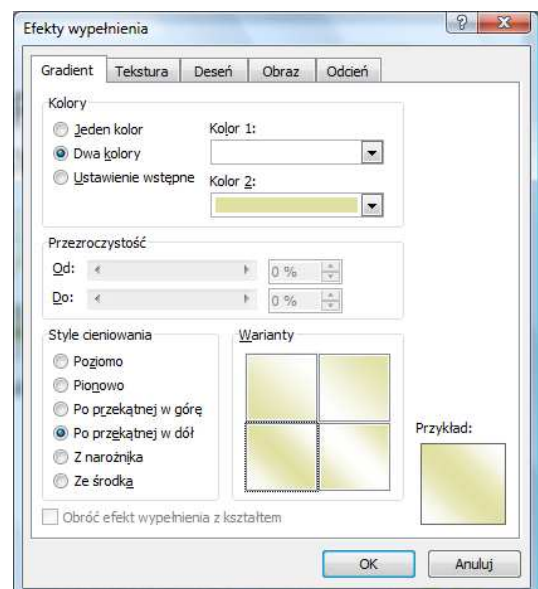 Efekty wypełnienia
Gradient Tekstura Deseń Obraz Odcień
Kolory
Jeden kolor
Kolor 1:
Dwa kolory
Ustawienie wstępne
Kolor 2:
Przezroczystość
Od:
0 %
Do:
0 %
Style cieniowania
Poziomo
Pionowo
Po przekątnej w górę
Po przekątnej w dół
Z narożnika
Ze środka
Warianty
Przykład:
Obróć efekt wypełnienia z kształtem
OK Anuluj